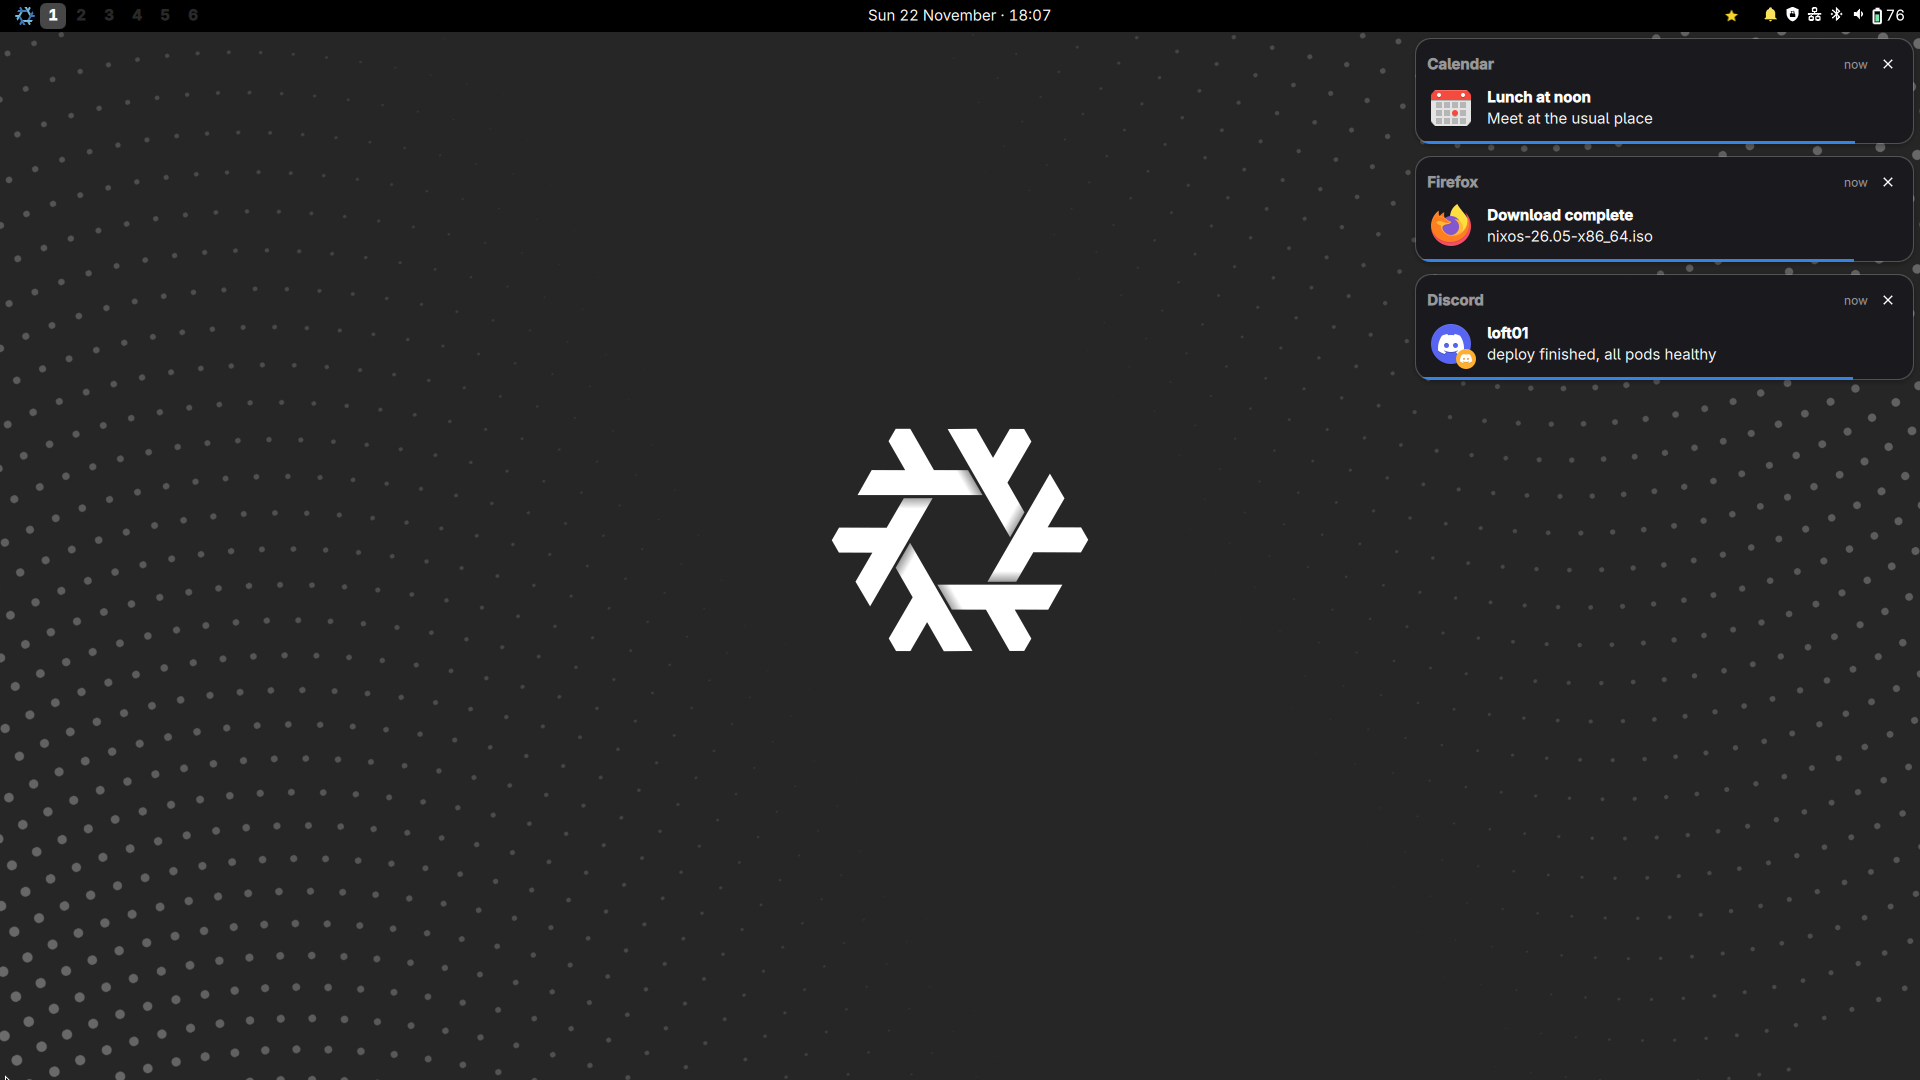 1 2 3 4 5 6
Sun 22 November · 18:07
76
Calendar now
Lunch at noon
Meet at the usual place
Firefox now
Download complete
nixos-26.05-x86_64.iso
Discord now
loft01
deploy finished, all pods healthy